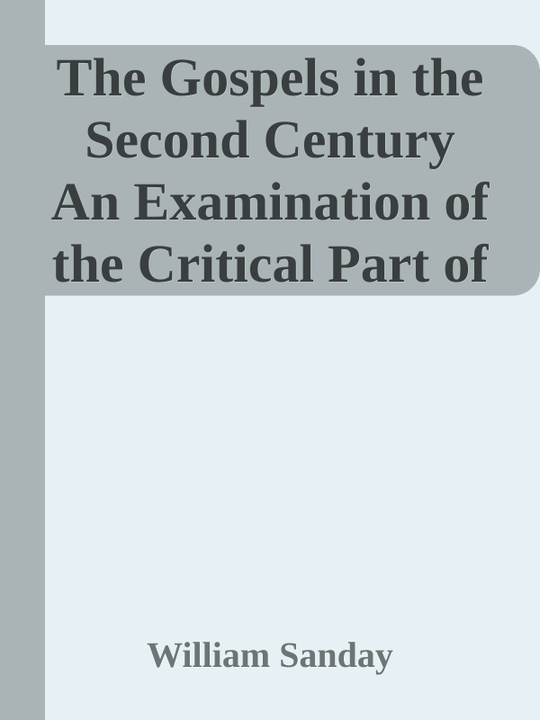 The Gospels in the
Second Century
An Examination of
the Critical Part of
William Sanday